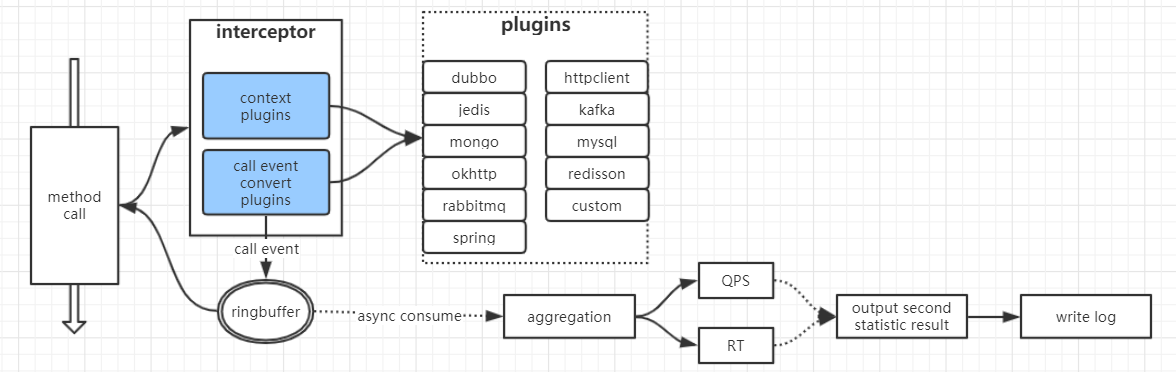 interceptor
plugins
context
plugins
call event
convert
plugins
dubbo
jedis
mongo
okhttp
rabbitmq
spring
httpclient
kafka
mysql
redisson
custom
method
call
call event
ringbuffer
async consume
aggregation
QPS
RT
output second
statistic result
write log